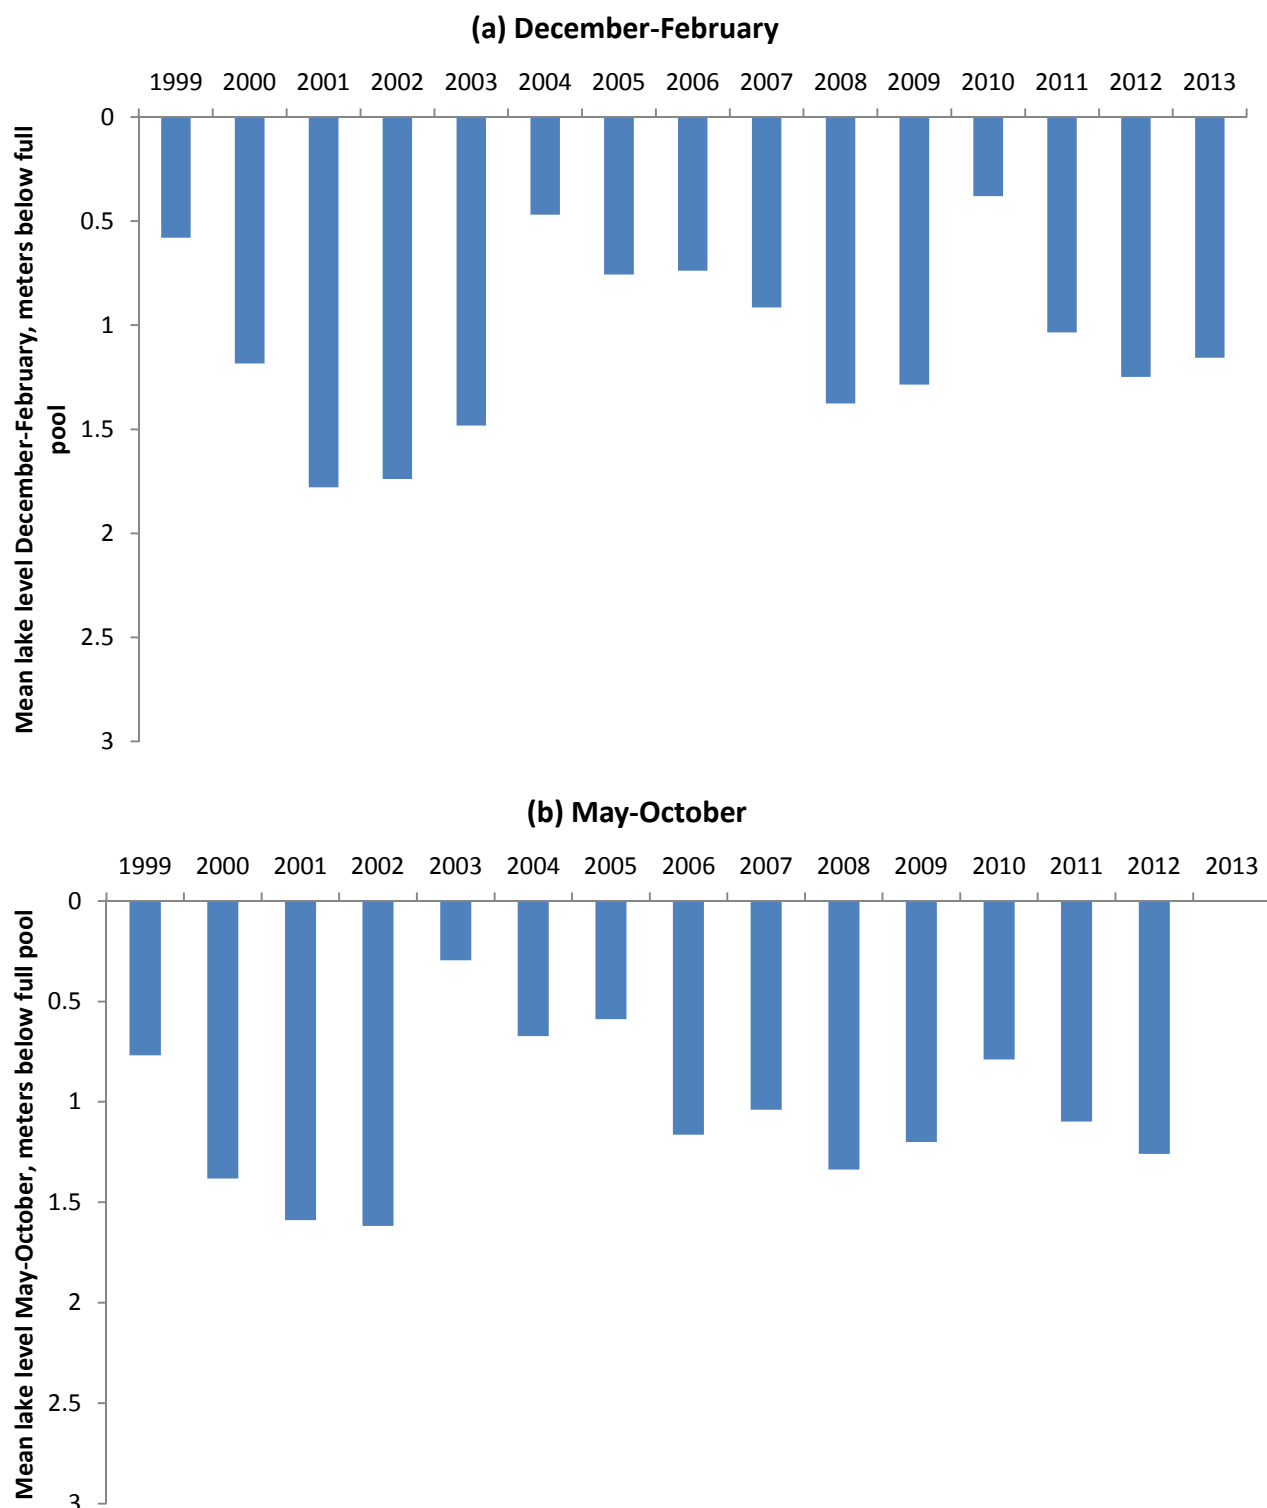 (a) December-February
1999 2000 2001 2002 2003 2004 2005 2006 2007 2008 2009 2010 2011 2012 2013
0
0.5
1
1.5
2
2.5
3
Mean lake level December-February, meters below full
pool
(b) May-October
1999 2000 2001 2002 2003 2004 2005 2006 2007 2008 2009 2010 2011 2012 2013
0
0.5
1
1.5
2
2.5
3
Mean lake level May-October, meters below full pool